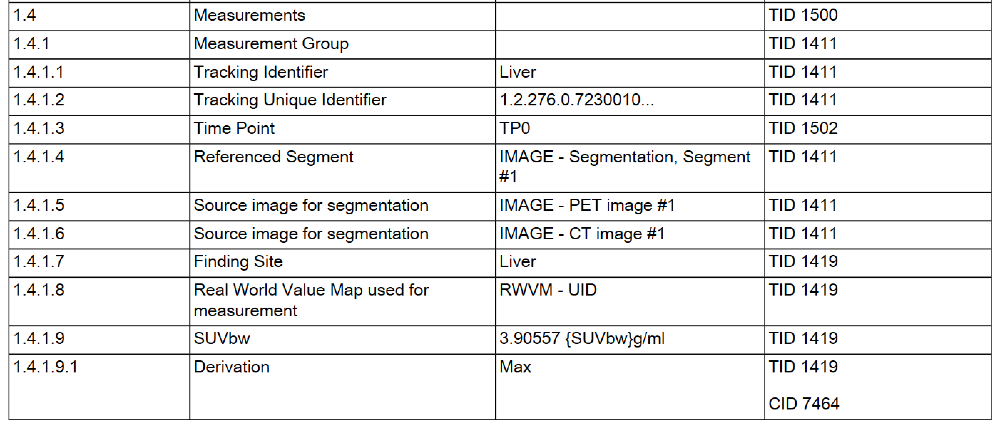 1.4 Measurements TID 1500
1.4.1 Measurement Group TID 1411
1.4.1.1 Tracking Identifier Liver TID 1411
1.4.1.2 Tracking Unique Identifier 1.2.276.0.7230010... TID 1411
1.4.1.3 Time Point TP0 TID 1502
1.4.1.4 Referenced Segment IMAGE - Segmentation, Segment TID 1411
#1
1.4.1.5 Source image for segmentation IMAGE - PET image #1 TID 1411
1.4.1.6 Source image for segmentation IMAGE - CT image #1 TID 1411
1.4.1.7 Finding Site Liver TID 1419
1.4.1.8 Real World Value Map used for RWVM - UID TID 1419
measurement
1.4.1.9 SUVbw 3.90557 {SUVbw}g/ml TID 1419
1.4.1.9.1 Derivation Max TID 1419
CID 7464